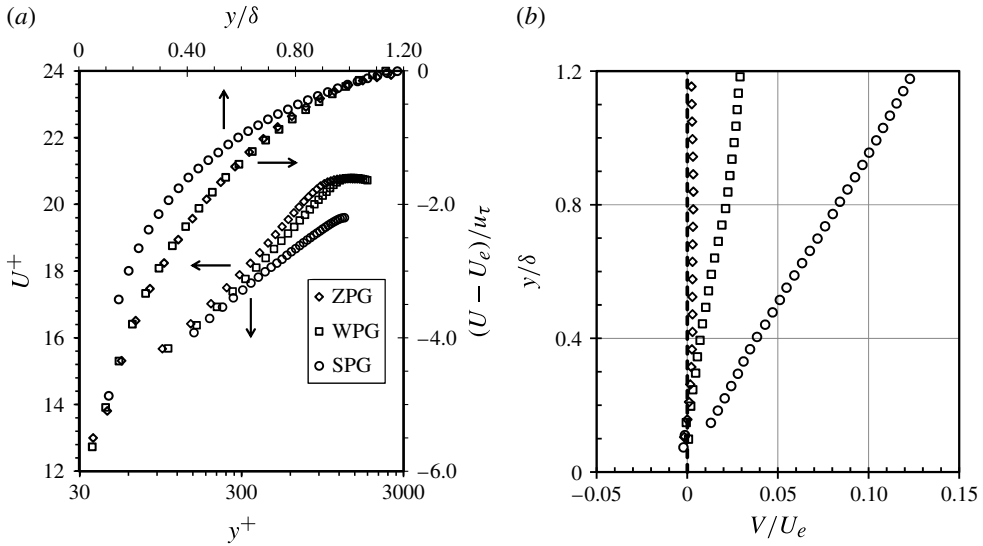 (a)
y/δ
0
0.40
0.80
1.20
24
22
20
18
16
14
12
U+
0
−2.0
−4.0
−6.0
(U − Ue)/uτ
ZPG
WPG
SPG
30
300
3000
y+
(b)
1.2
0.8
0.4
0
y/δ
−0.05
0
0.05
0.10
0.15
V/Ue